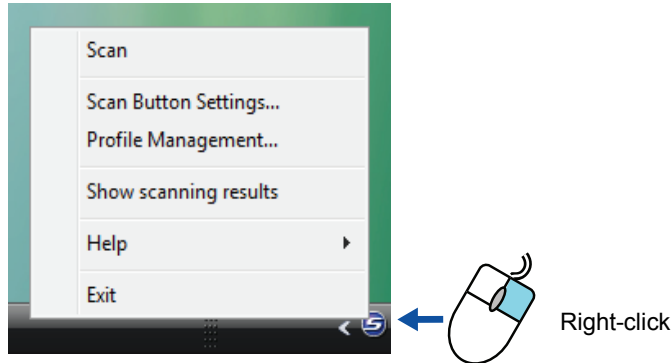 Scan
Scan Button Settings...
Profile Management...
Show scanning results
Help
Exit
Right-click